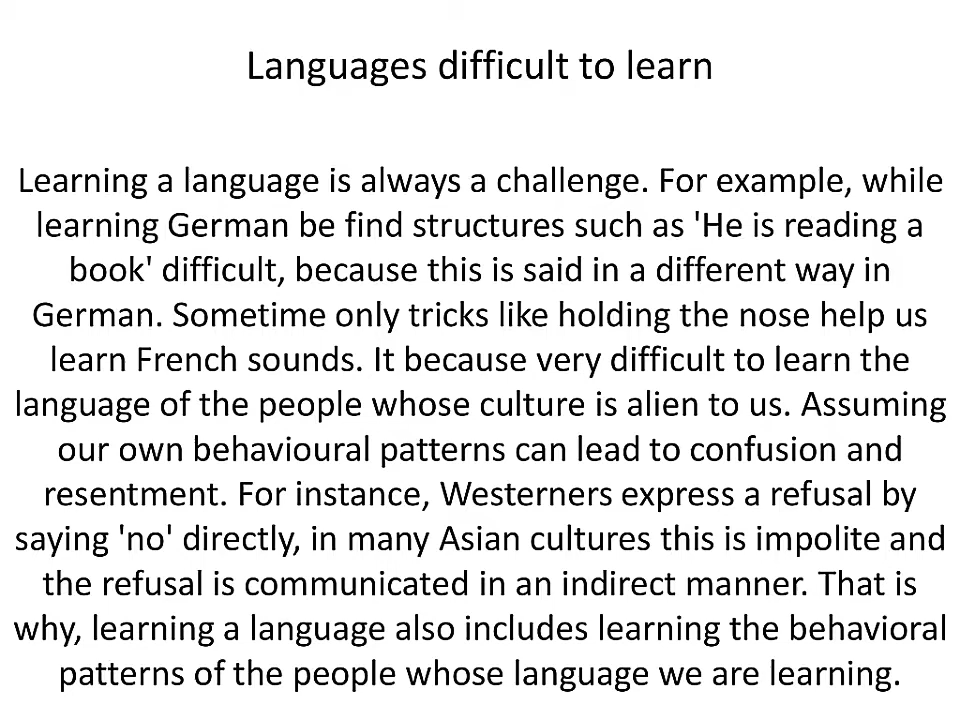 Languages difficult to learn
Learning a language is always a challenge. For example, while
learning German be find structures such as 'He is reading a
book' difficult, because this is said in a different way in
German. Sometime only tricks like holding the nose help us
learn French sounds. It because very difficult to learn the
language of the people whose culture is alien to us. Assuming
our own behavioural patterns can lead to confusion and
resentment. For instance, Westerners express a refusal by
saying 'no' directly, in many Asian cultures this is impolite and
the refusal is communicated in an indirect manner. That is
why, learning a language also includes learning the behavioral
patterns of the people whose language we are learning.